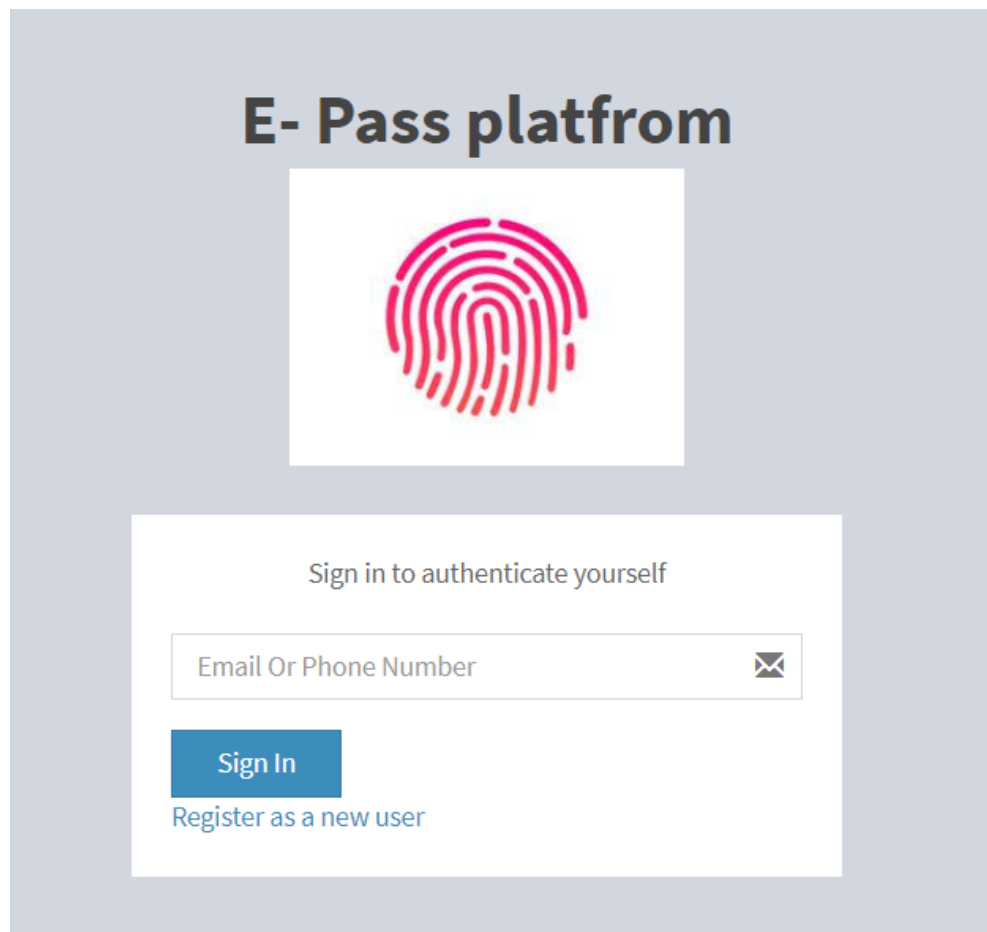 E- Pass platfrom
Sign in to authenticate yourself
Email Or Phone Number
Sign In
Register as a new user